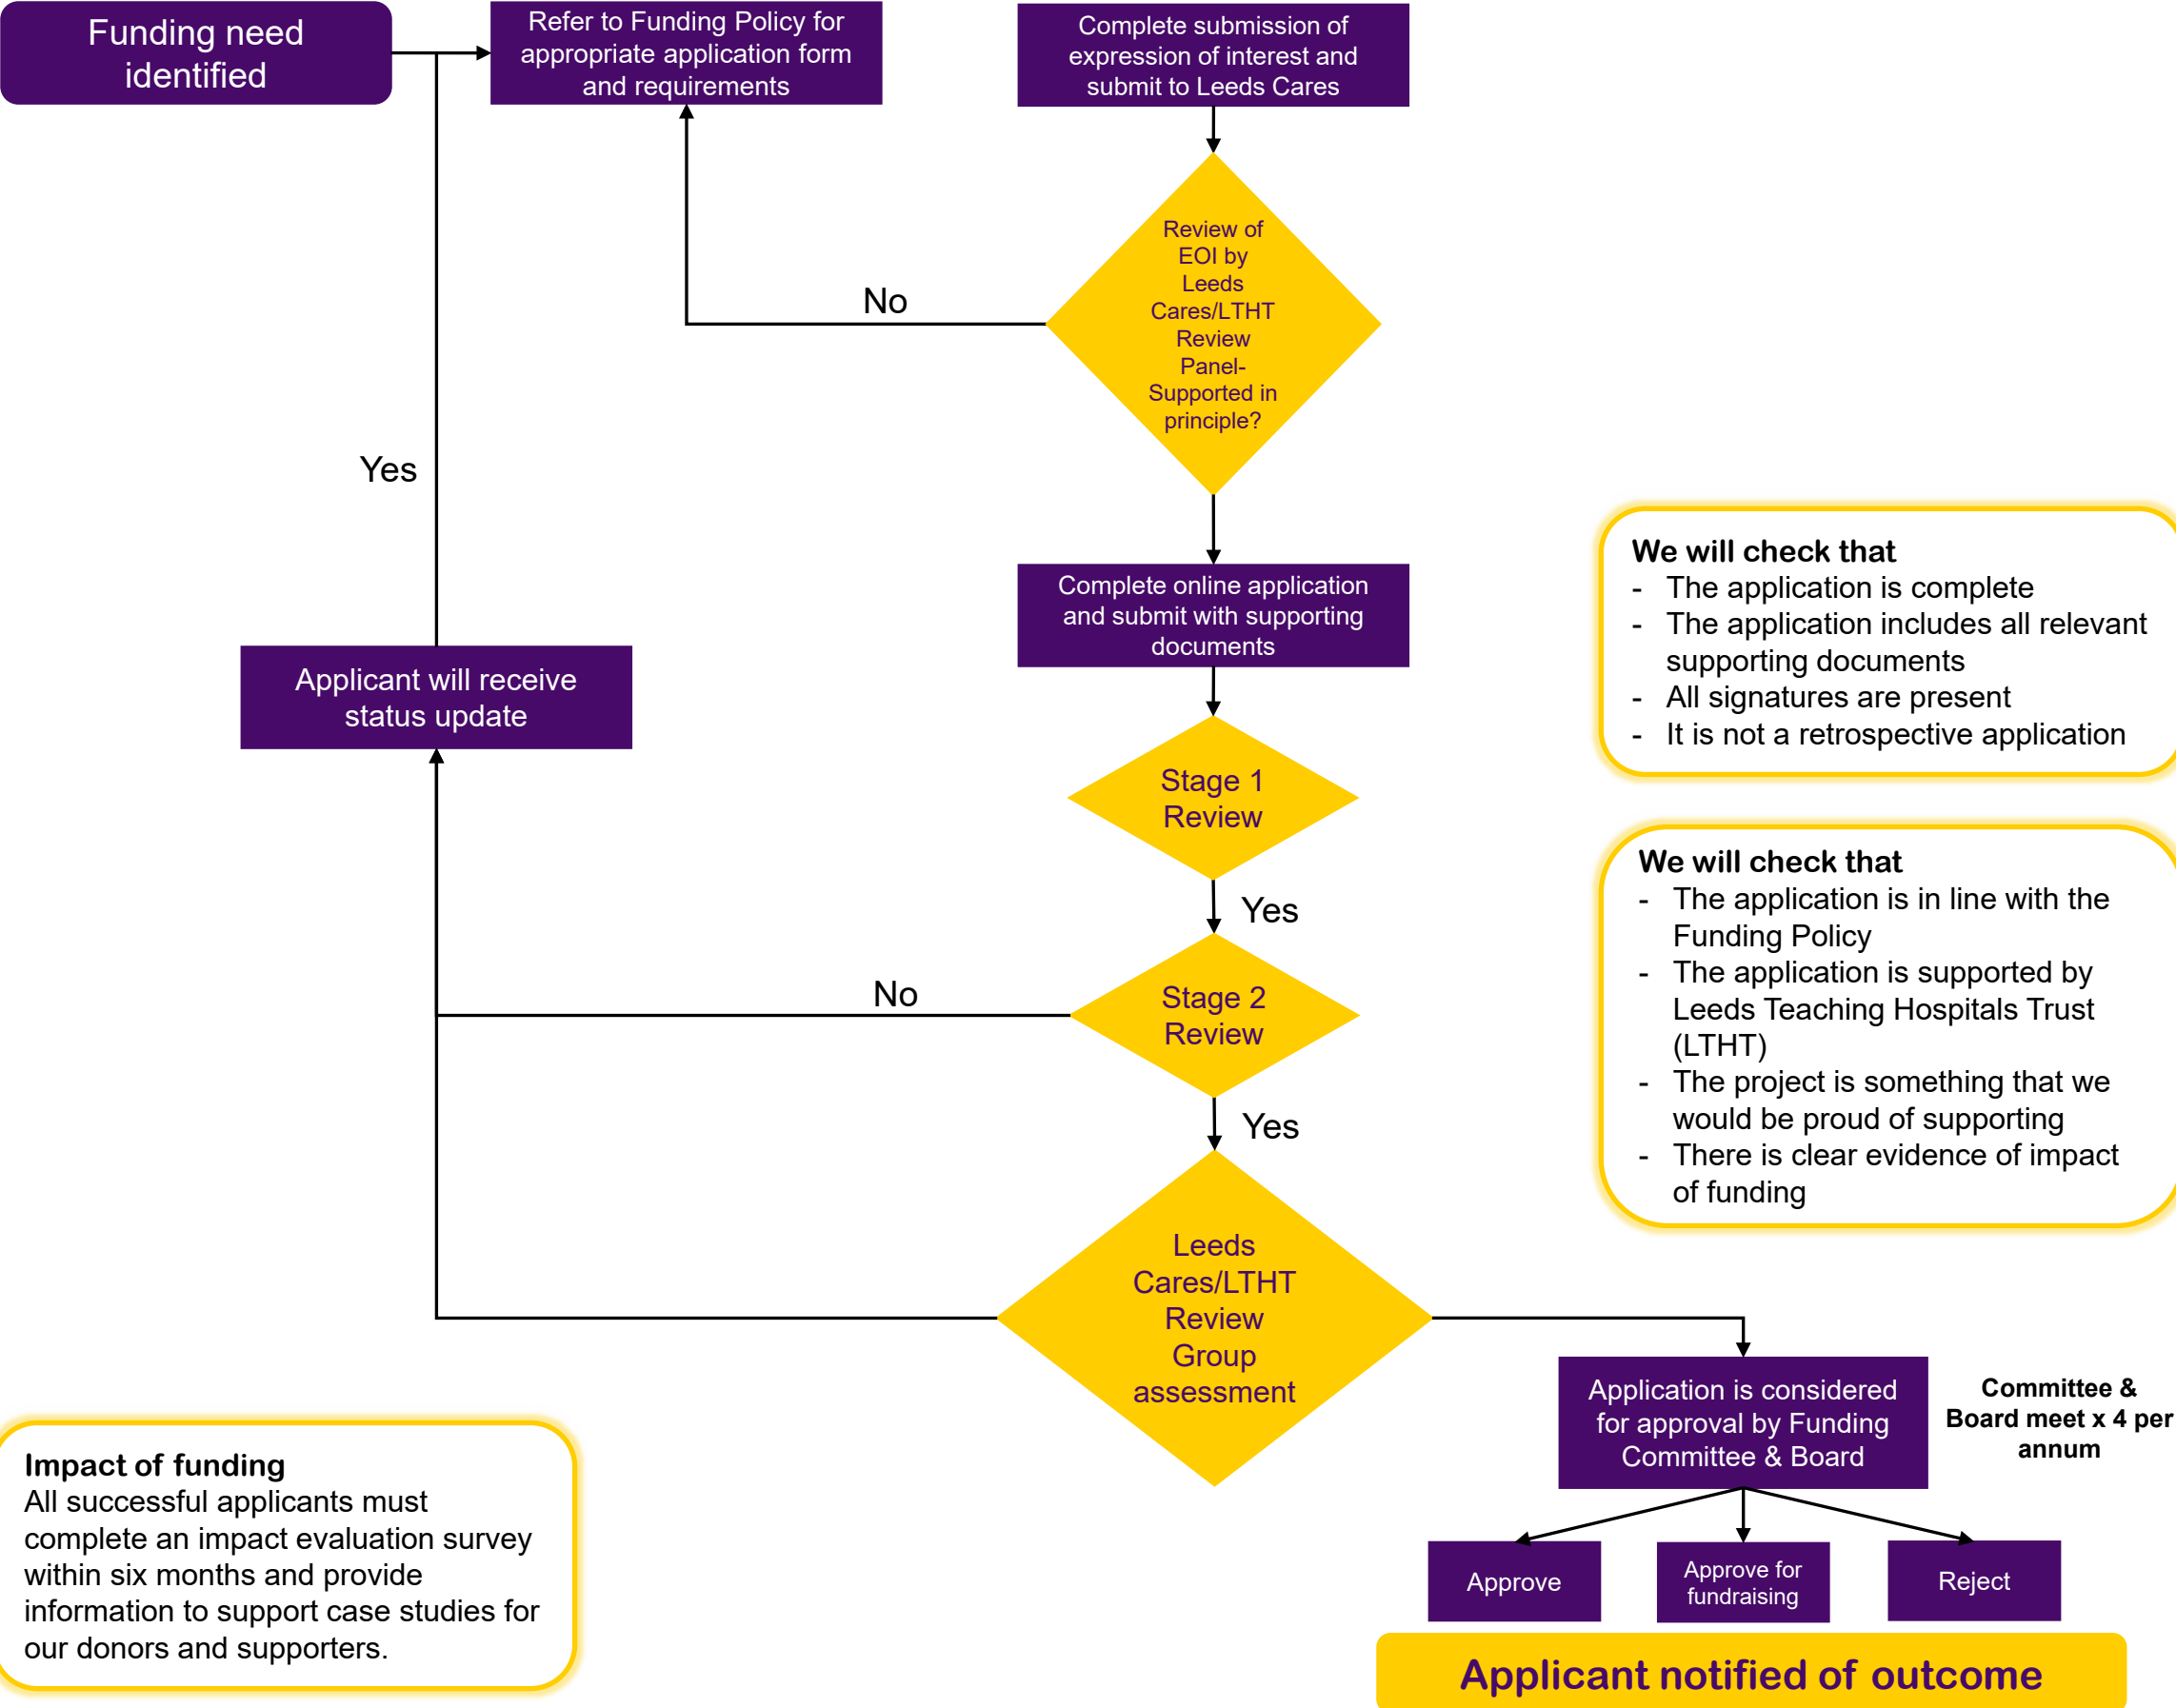 Funding need
identified
Refer to Funding Policy for
appropriate application form
and requirements
Complete submission of
expression of interest and
submit to Leeds Cares
Review of
EOI by
Leeds
Cares/LTHT
Review
Panel-
Supported in
principle?
No
Yes
Complete online application
and submit with supporting
documents
We will check that
- The application is complete
- The application includes all relevant
supporting documents
- All signatures are present
- It is not a retrospective application
Applicant will receive
status update
Stage 1
Review
Yes
We will check that
- The application is in line with the
Funding Policy
- The application is supported by
Leeds Teaching Hospitals Trust
(LTHT)
- The project is something that we
would be proud of supporting
- There is clear evidence of impact
of funding
No
Stage 2
Review
Yes
Leeds
Cares/LTHT
Review
Group
assessment
Application is considered
for approval by Funding
Committee & Board
Committee &
Board meet x 4 per
annum
Impact of funding
All successful applicants must
complete an impact evaluation survey
within six months and provide
information to support case studies for
our donors and supporters.
Approve
Approve for
fundraising
Reject
Applicant notified of outcome